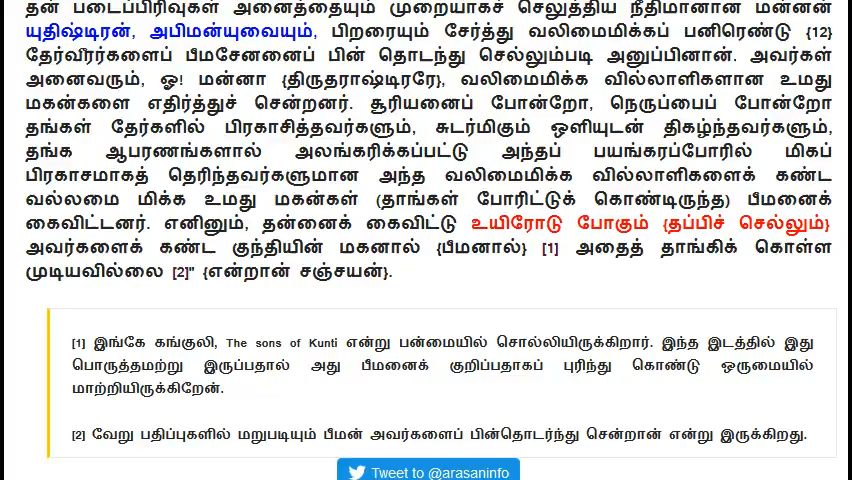 தன் படைப்பிரிவுகள் அனைத்தையும் முறையாகச் செலுத்திய நீதிமானான மன்னன்
யுதிஷ்டிரன், அபிமன்யுவையும், பிறரையும் சேர்த்து வலிமைமிக்கப் பனிரெண்டு {12}
தேர்வீரர்களைப் பீமசேனனைப் பின் தொடந்து செல்லும்படி அனுப்பினான். அவர்கள்
அனைவரும், ஓ! மன்னா {திருதராஷ்டிரரே}, வலிமைமிக்க வில்லாளிகளான உமது
மகன்களை எதிர்த்துச் சென்றனர். சூரியனைப் போன்றோ, நெருப்பைப் போன்றோ
தங்கள் தேர்களில் பிரகாசித்தவர்களும், சுடர்மிகும் ஒளியுடன் திகழ்ந்தவர்களும்,
தங்க ஆபரணங்களால் அலங்கரிக்கப்பட்டு அந்தப் பயங்கரப்போரில் மிகப்
பிரகாசமாகத் தெரிந்தவர்களுமான அந்த வலிமைமிக்க வில்லாளிகளைக் கண்ட
வல்லமை மிக்க உமது மகன்கள் (தாங்கள் போரிட்டுக் கொண்டிருந்த) பீமனைக்
கைவிட்டனர். எனினும், தன்னைக் கைவிட்டு உயிரோடு போகும் {தப்பிச் செல்லும்}
அவர்களைக் கண்ட குந்தியின் மகனால் {பீமனால்} [1] அதைத் தாங்கிக் கொள்ள
முடியவில்லை [2]" {என்றான் சஞ்சயன்}.
[1] இங்கே கங்குலி, The sons of Kunti என்று பன்மையில் சொல்லியிருக்கிறார். இந்த இடத்தில் இது
பொருத்தமற்று இருப்பதால் அது பீமனைக் குறிப்பதாகப் புரிந்து கொண்டு ஒருமையில்
மாற்றியிருக்கிறேன்.
[2] வேறு பதிப்புகளில் மறுபடியும் பீமன் அவர்களைப் பின்தொடர்ந்து சென்றான் என்று இருக்கிறது.
Tweet to @arasaninfo